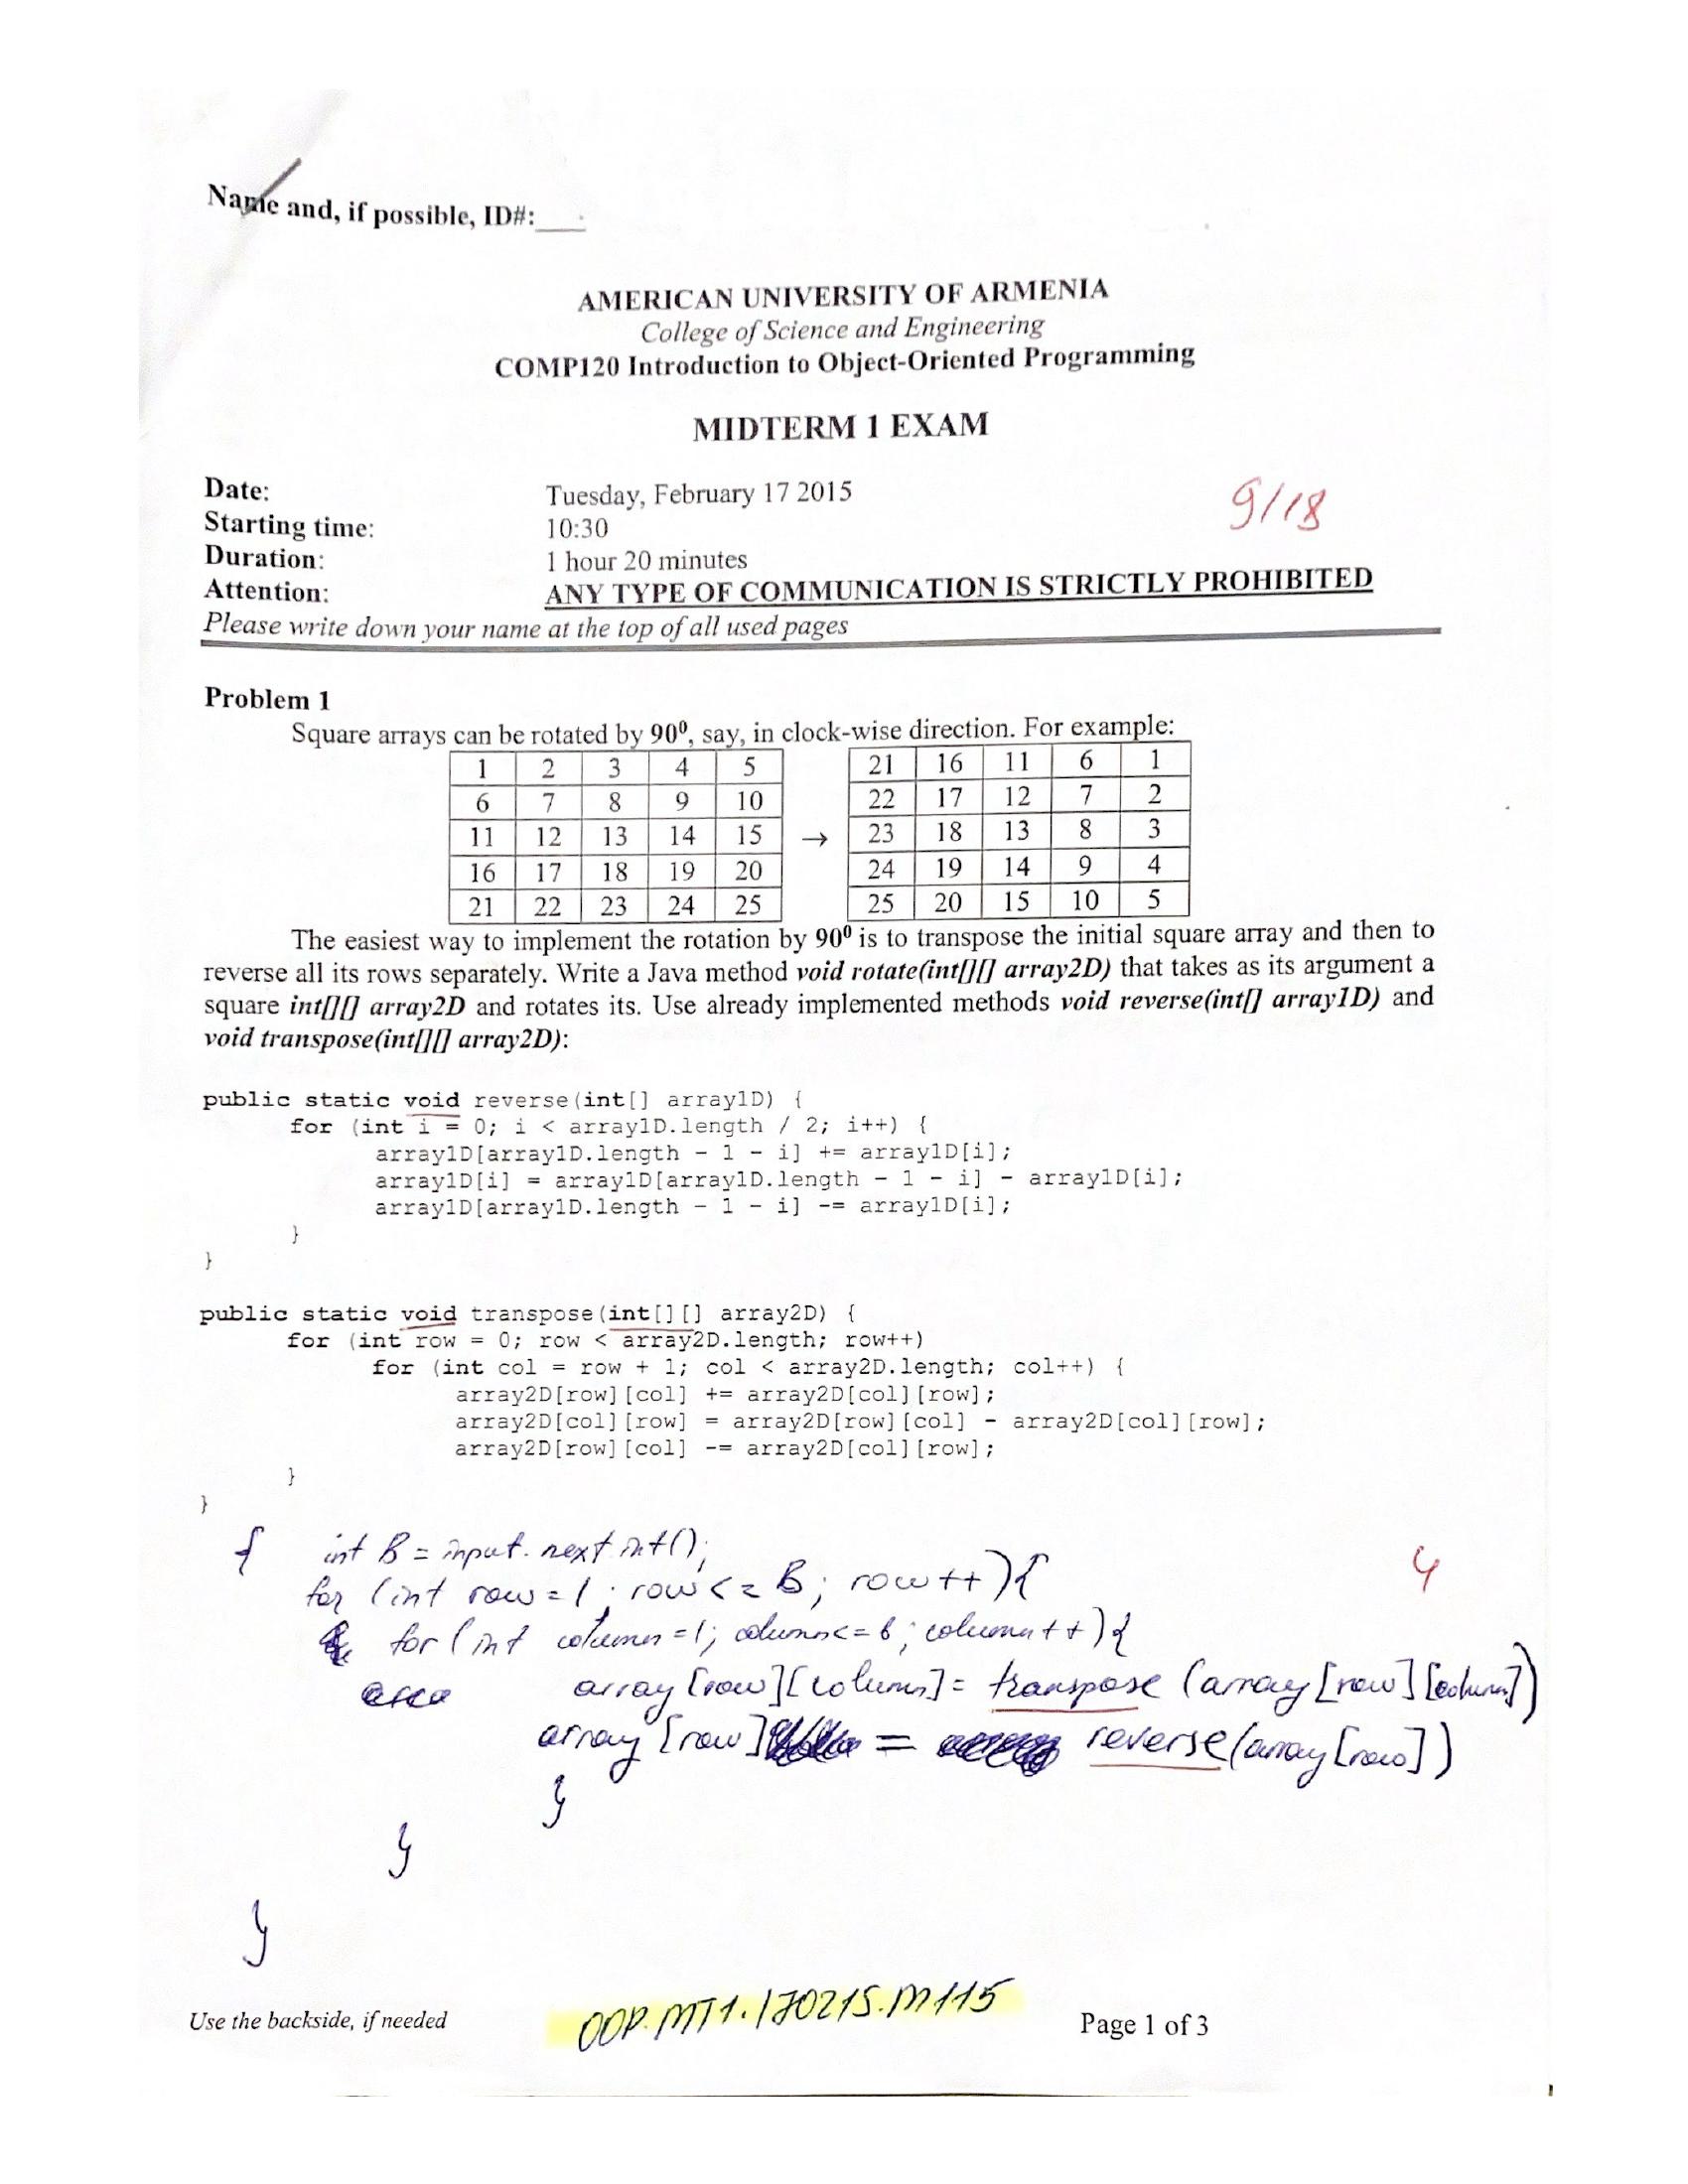 Name and, if possible, ID#:
AMERICAN UNIVERSITY OF ARMENIA
College of Science and Engineering
COMP120 Introduction to Object-Oriented Programming
MIDTERM 1 EXAM
Date: Tuesday, February 17 2015
9/18
Starting time: 10:30
Duration: 1 hour 20 minutes
Attention: ANY TYPE OF COMMUNICATION IS STRICTLY PROHIBITED
Please write down your name at the top of all used pages
Problem 1
Square arrays can be rotated by 90⁰, say, in clock-wise direction. For example:
1 2 3 4 5 21 16 11 6 1
6 7 8 9 10 22 17 12 7 2
11 12 13 14 15 → 23 18 13 8 3
16 17 18 19 20 24 19 14 9 4
21 22 23 24 25 25 20 15 10 5
The easiest way to implement the rotation by 90⁰ is to transpose the initial square array and then to
reverse all its rows separately. Write a Java method void rotate(int[][] array2D) that takes as its argument a
square int[][] array2D and rotates its. Use already implemented methods void reverse(int[] array1D) and
void transpose(int[][] array2D):
public static void reverse(int[] array1D) {
for (int i = 0; i < array1D.length / 2; i++) {
array1D[array1D.length - 1 - i] += array1D[i];
array1D[i] = array1D[array1D.length - 1 - i] - array1D[i];
array1D[array1D.length - 1 - i] -= array1D[i];
}
}
public static void transpose(int[][] array2D) {
for (int row = 0; row < array2D.length; row++)
for (int col = row + 1; col < array2D.length; col++) {
array2D[row][col] += array2D[col][row];
array2D[col][row] = array2D[row][col] - array2D[col][row];
array2D[row][col] -= array2D[col][row];
}
}
{ int B = input.next int();
4
for (int row = 1; row <= B; row ++){
for (int column = 1; column <= B; column ++){
array [row][column] = transpose (array [row][column])
array [row] = reverse(array [row])
}
}
}
Use the backside, if needed
OOP.MT1.170215.M115
Page 1 of 3